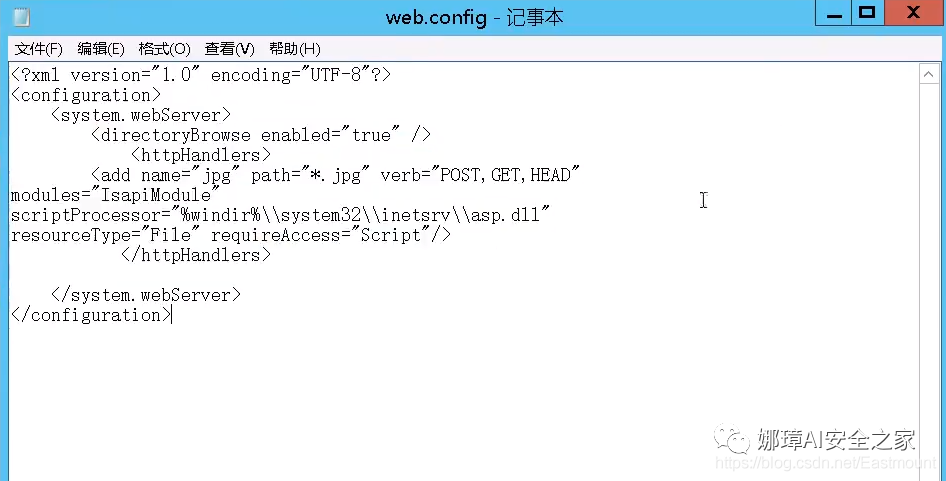 web.config - 记事本
文件(F) 编辑(E) 格式(O) 查看(V) 帮助(H)
<?xml version="1.0" encoding="UTF-8"?>
<configuration>
    <system.webServer>
        <directoryBrowse enabled="true" />
            <httpHandlers>
        <add name="jpg" path="*.jpg" verb="POST,GET,HEAD"
modules="IsapiModule"
scriptProcessor="%windir%\\system32\\inetsrv\\asp.dll"
resourceType="File" requireAccess="Script"/>
           </httpHandlers>
    </system.webServer>
</configuration>
娜璋AI安全之家
https://blog.csdn.net/Eastmount